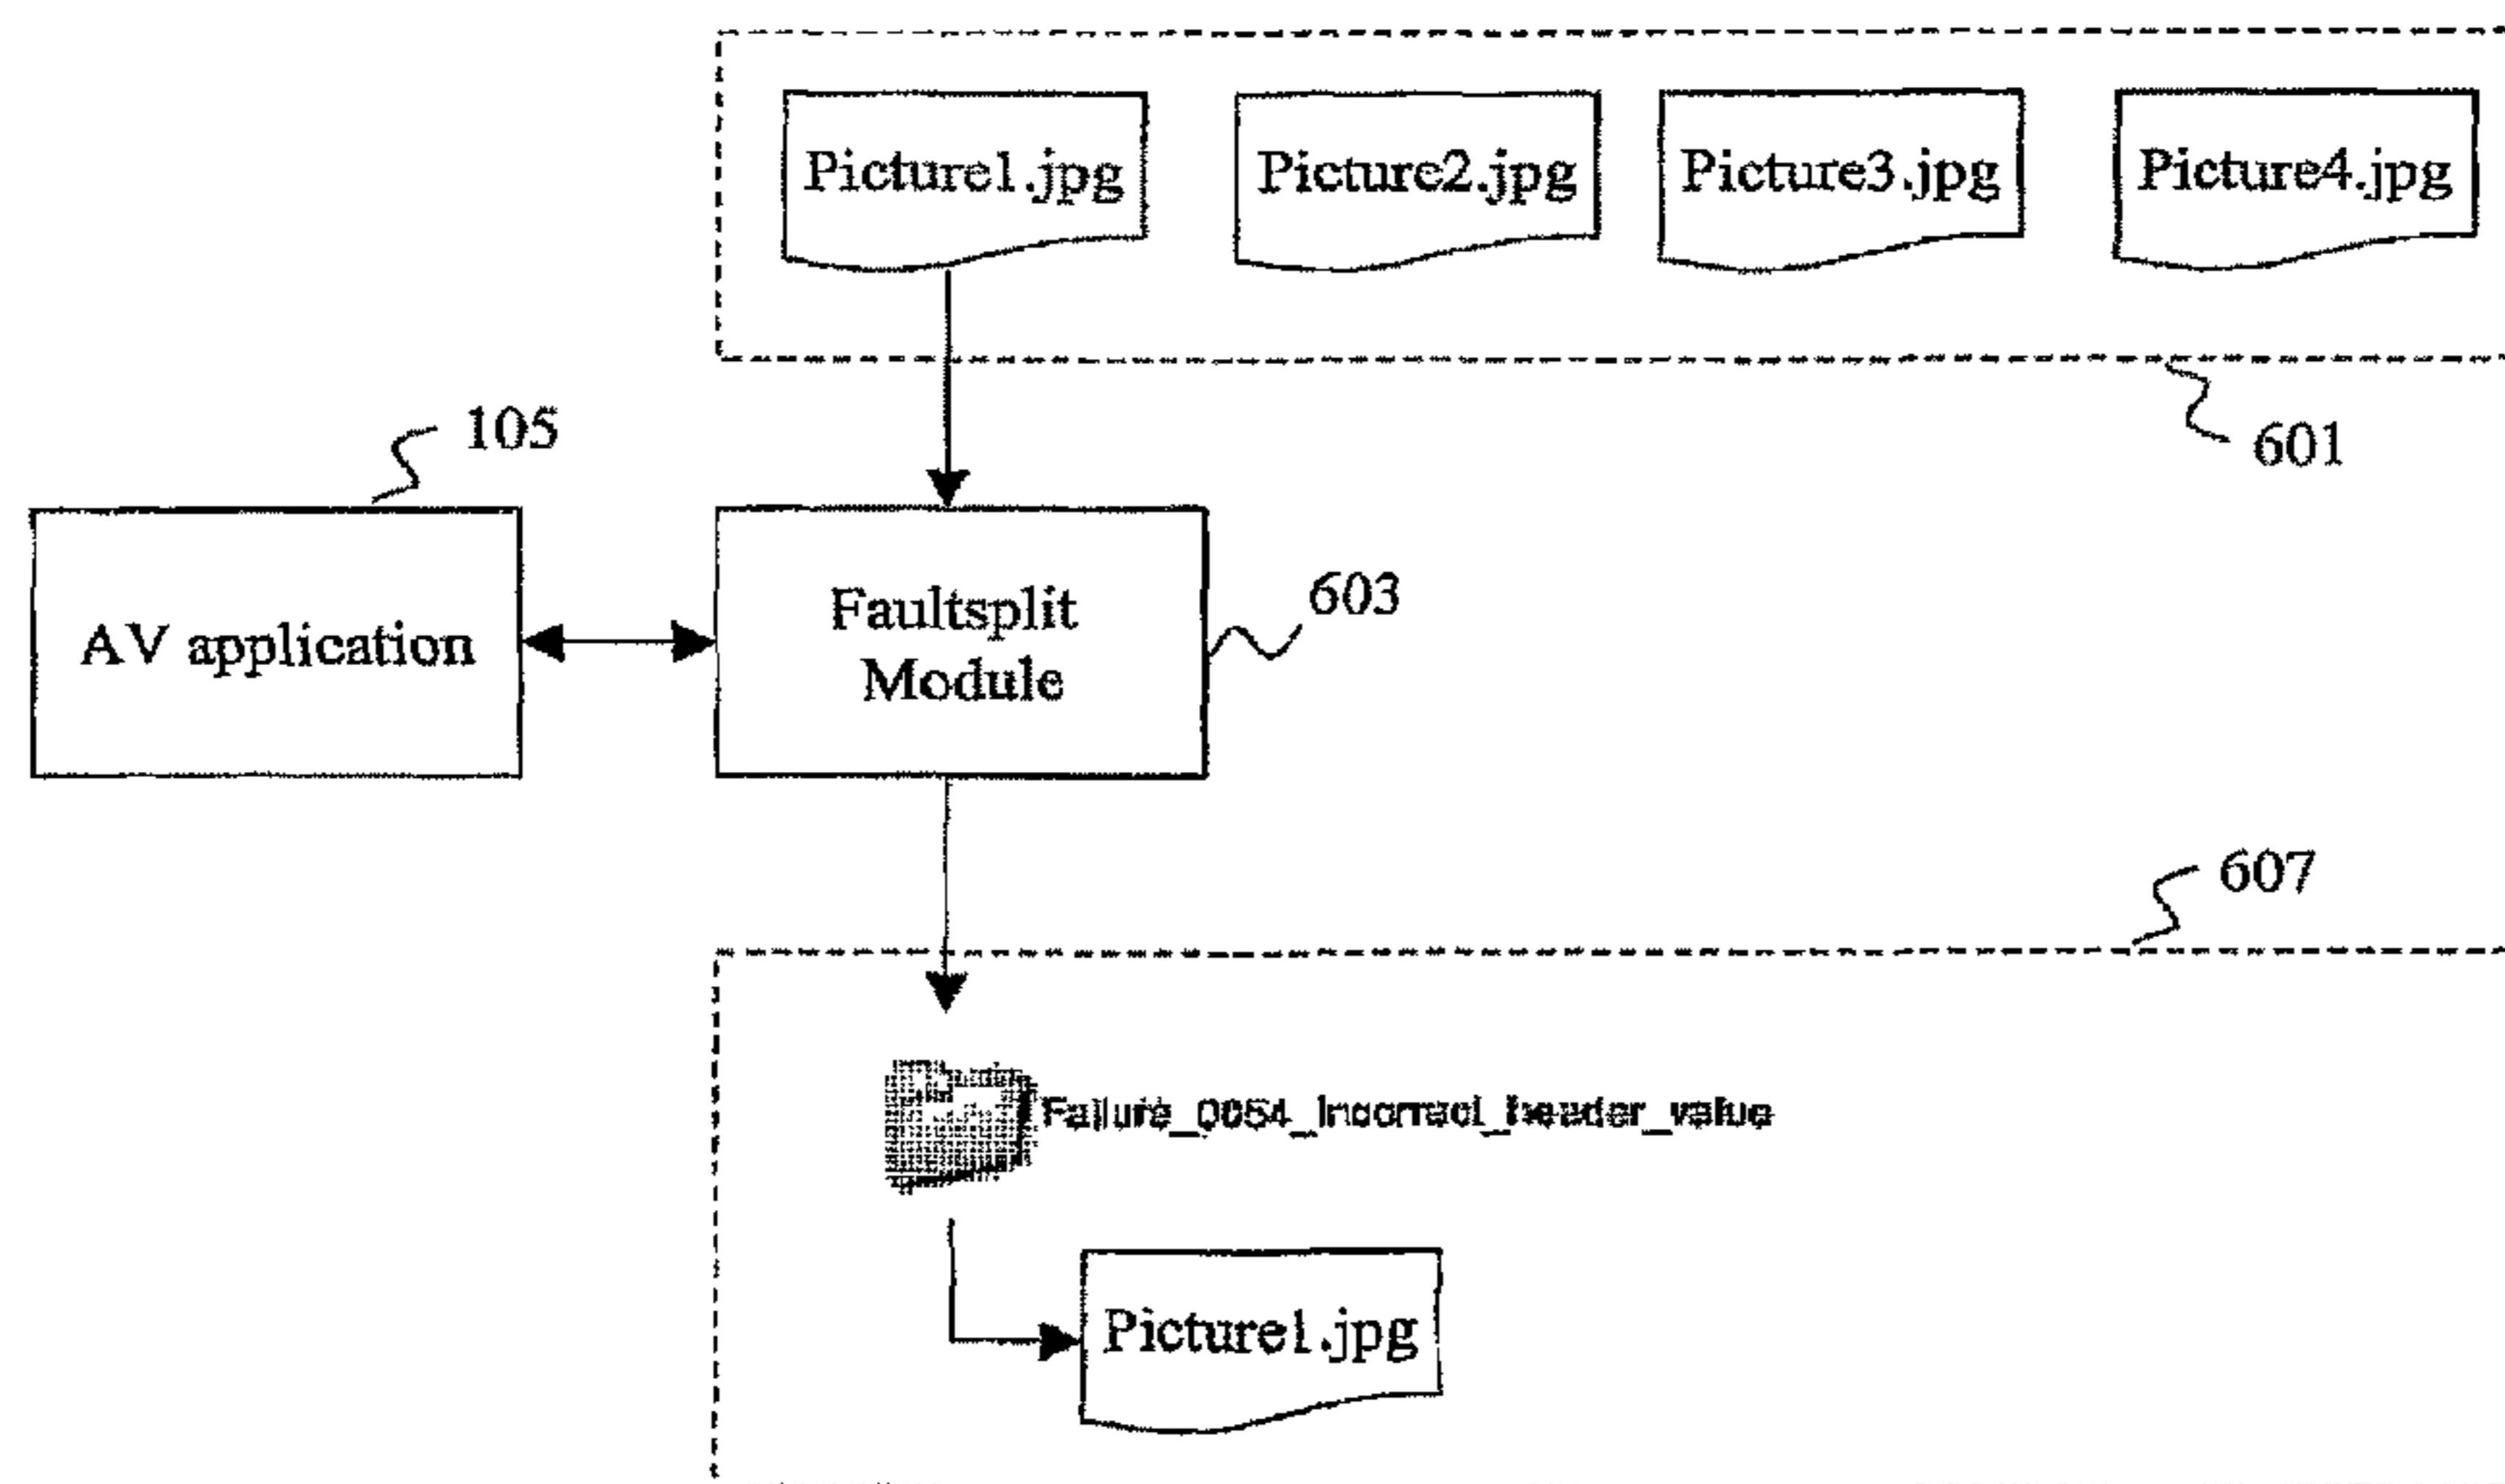 Picture1.jpg
Picture2.jpg
Picture3.jpg
Picture4.jpg
105
601
AV application
Faultsplit
Module
603
607
Failure_0054_Incorrect_header_value
Picture1.jpg